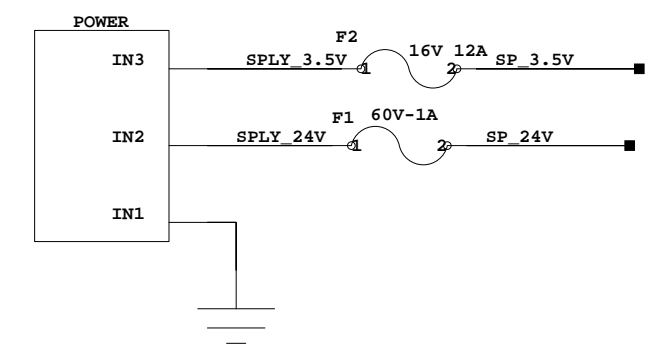 POWER
F2
IN3 SPLY_3.5V 1 16V 12A 2 SP_3.5V
F1 60V-1A
IN2 SPLY_24V 1 2 SP_24V
IN1